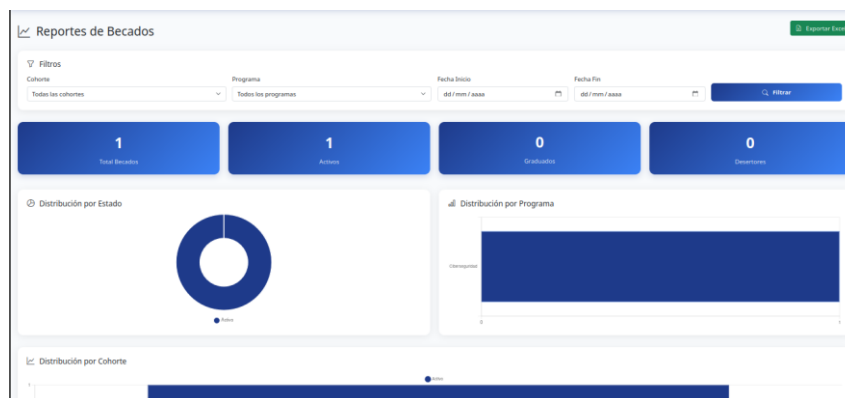 Reportes de Becados
Exportar Excel
Filtros
Cohorte
Programa
Fecha Inicio
Fecha Fin
Todas las cohortes
Todos los programas
dd/mm/aaaa
dd/mm/aaaa
Filtrar
1
Total Becados
1
Activos
0
Graduados
0
Desertores
Distribución por Estado
Activo
Distribución por Programa
Ciberseguridad
0
1
Distribución por Cohorte
Activo
1